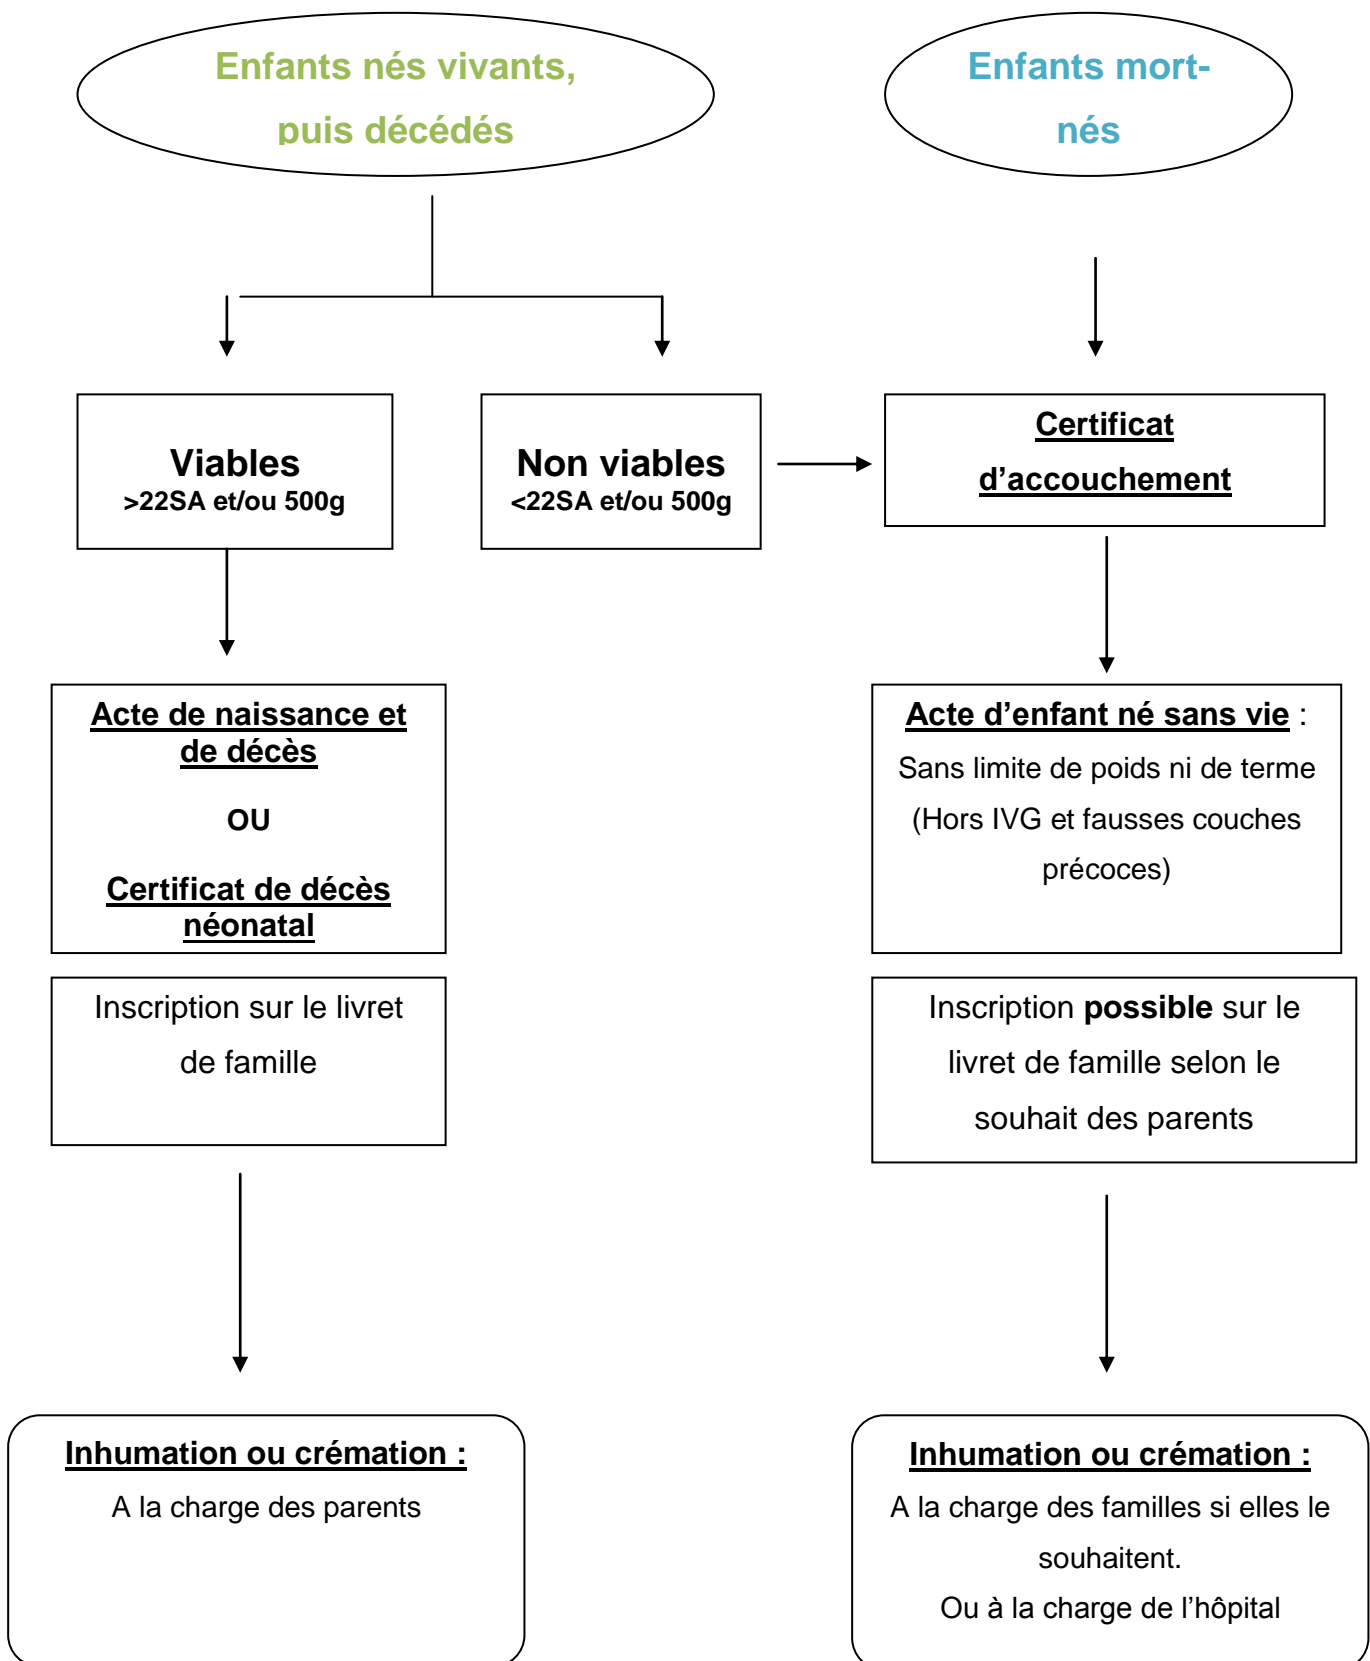 Enfants nés vivants,
puis décédés
Enfants mort-
nés
Viables
>22SA et/ou 500g
Non viables
<22SA et/ou 500g
Certificat
d’accouchement
Acte de naissance et
de décès
OU
Certificat de décès
néonatal
Acte d’enfant né sans vie :
Sans limite de poids ni de terme
(Hors IVG et fausses couches
précoces)
Inscription sur le livret
de famille
Inscription possible sur le
livret de famille selon le
souhait des parents
Inhumation ou crémation :
A la charge des parents
Inhumation ou crémation :
A la charge des familles si elles le
souhaitent.
Ou à la charge de l’hôpital